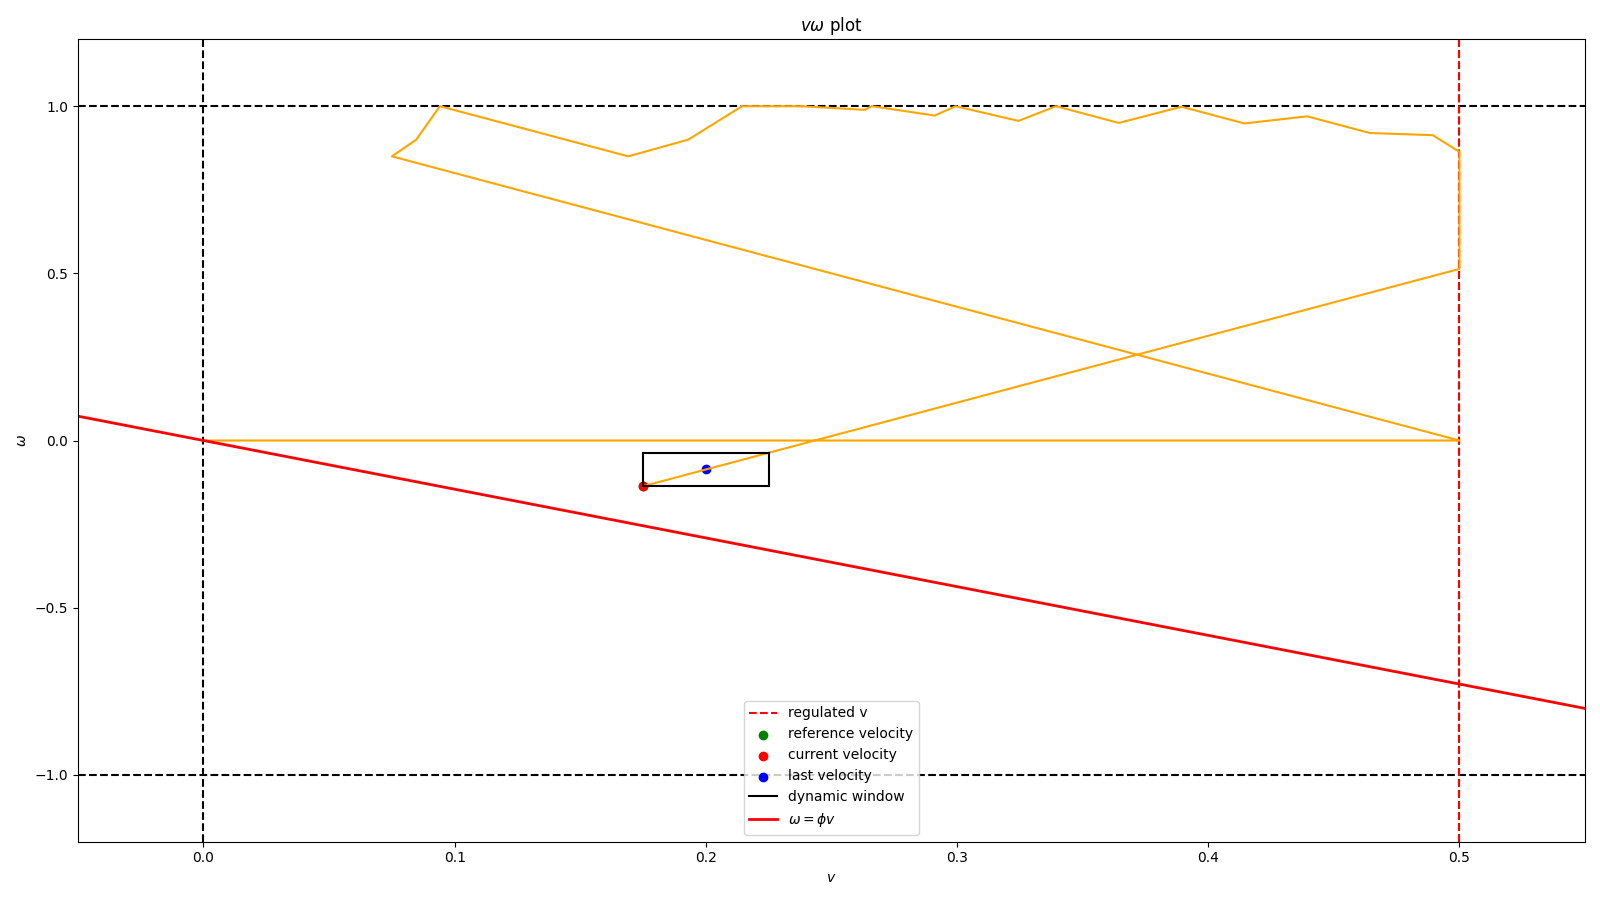 vω plot
ω
1.0
0.5
0.0
−0.5
−1.0
regulated v
reference velocity
current velocity
last velocity
dynamic window
ω = ϕv
0.0 0.1 0.2 0.3 0.4 0.5
v